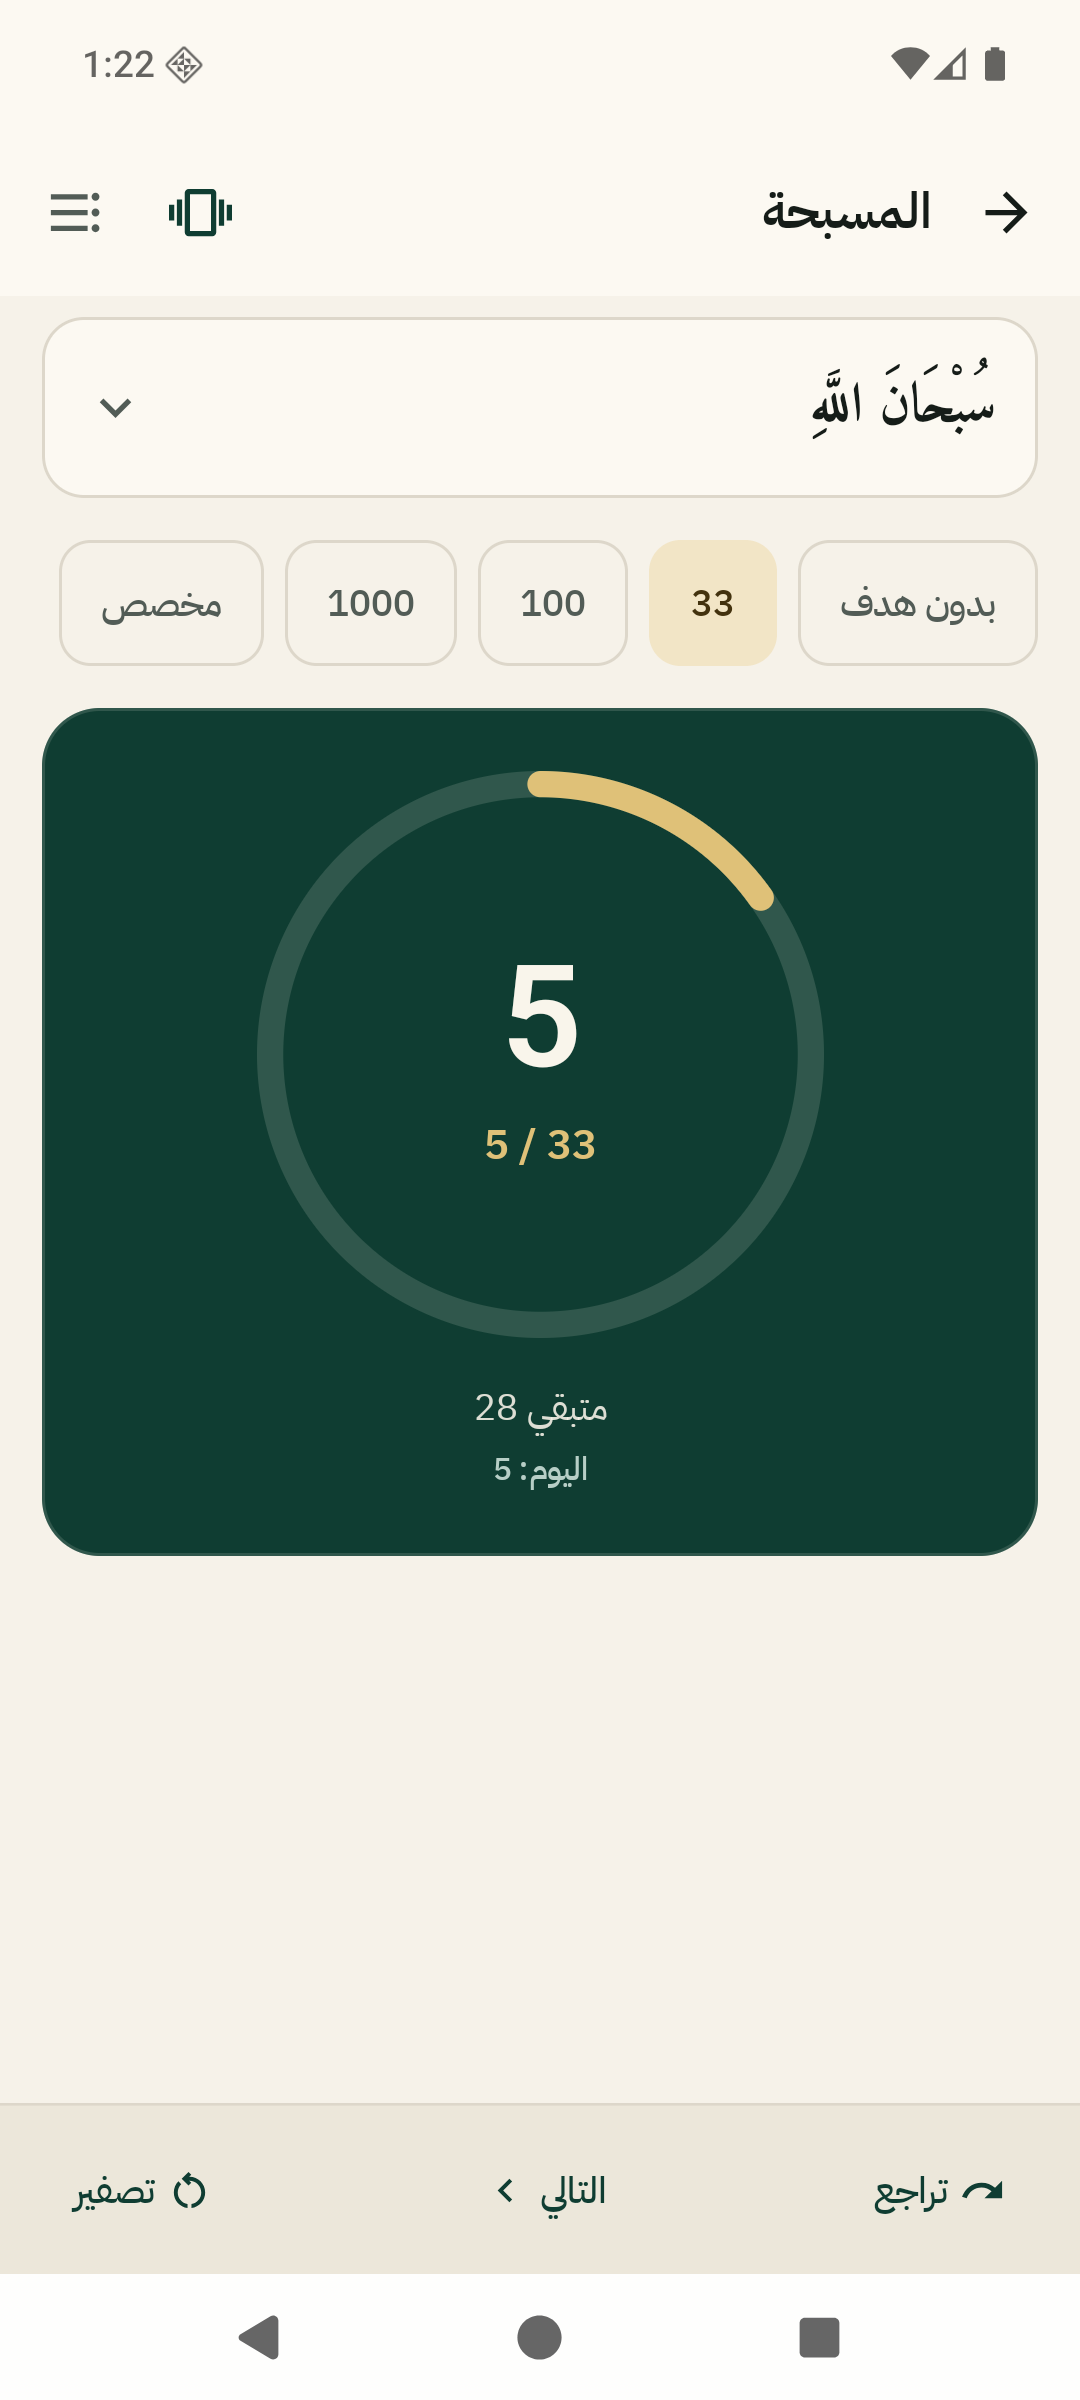 1:22
المسبحة
سُبْحَانَ اللَّهِ
بدون هدف 33 100 1000 مخصص
5
5 / 33
متبقي 28
اليوم: 5
تراجع التالي تصفير